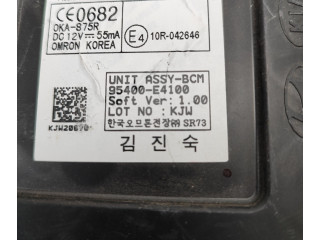 CE0682
OKA-875R
DC 12V ⎓ 55mA
OMRON KOREA
E4 10R-042646
UNIT ASSY-BCM
95400-E4100
Soft Ver: 1.00
LOT NO : KJW
한국오므론전장㈜ SR73
KJW20670
김진숙